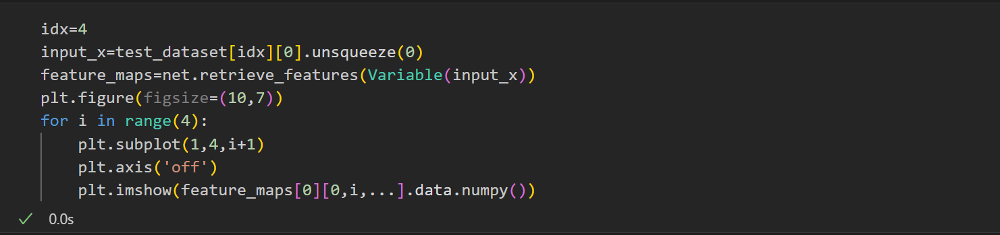 idx=4
input_x=test_dataset[idx][0].unsqueeze(0)
feature_maps=net.retrieve_features(Variable(input_x))
plt.figure(figsize=(10,7))
for i in range(4):
    plt.subplot(1,4,i+1)
    plt.axis('off')
    plt.imshow(feature_maps[0][0,i,...].data.numpy())
0.0s